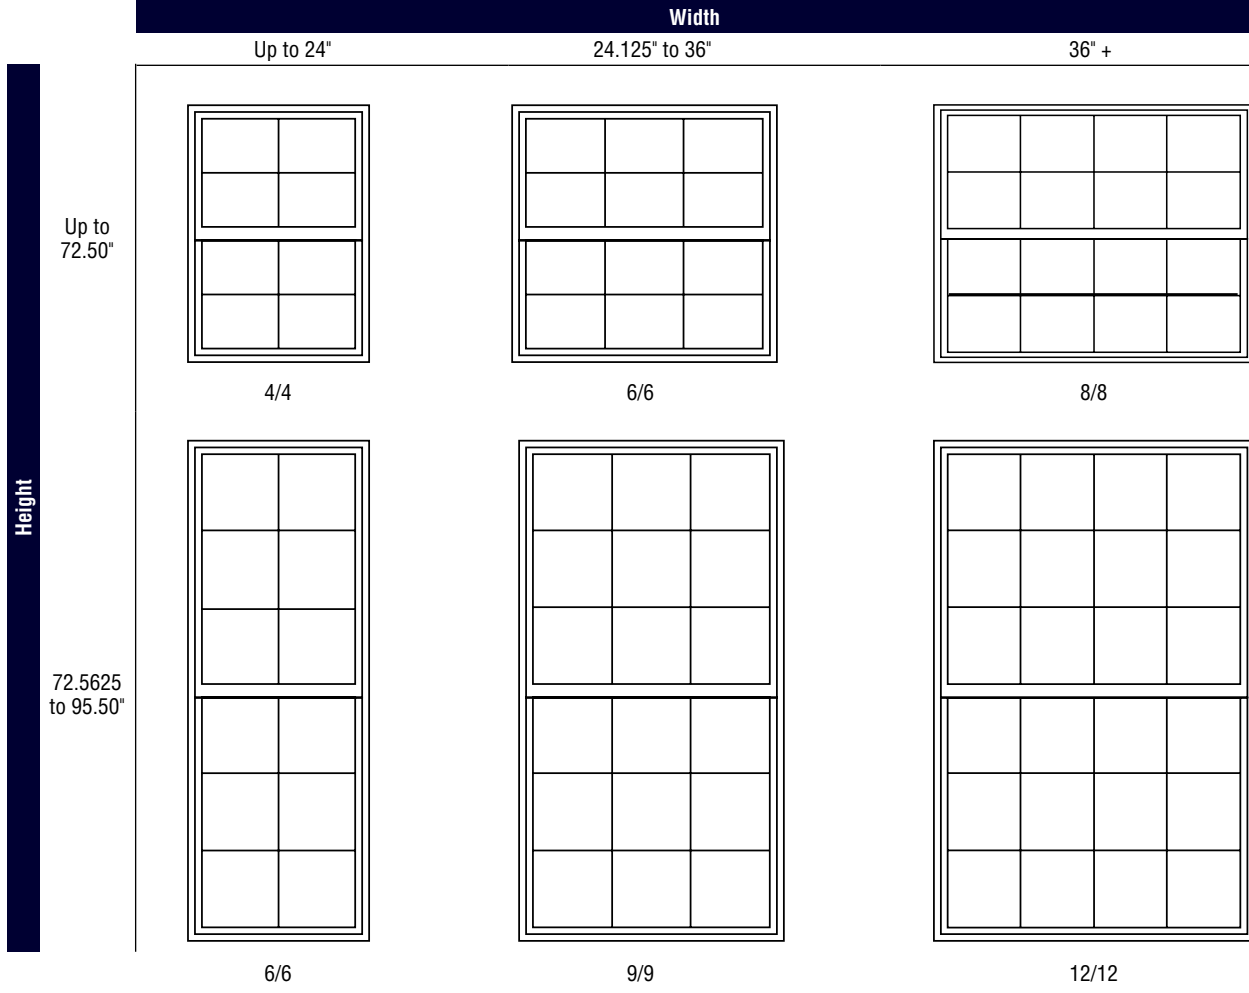 Width
Up to 24"
24.125" to 36"
36" +
Height
Up to
72.50"
4/4
6/6
8/8
72.5625
to 95.50"
6/6
9/9
12/12